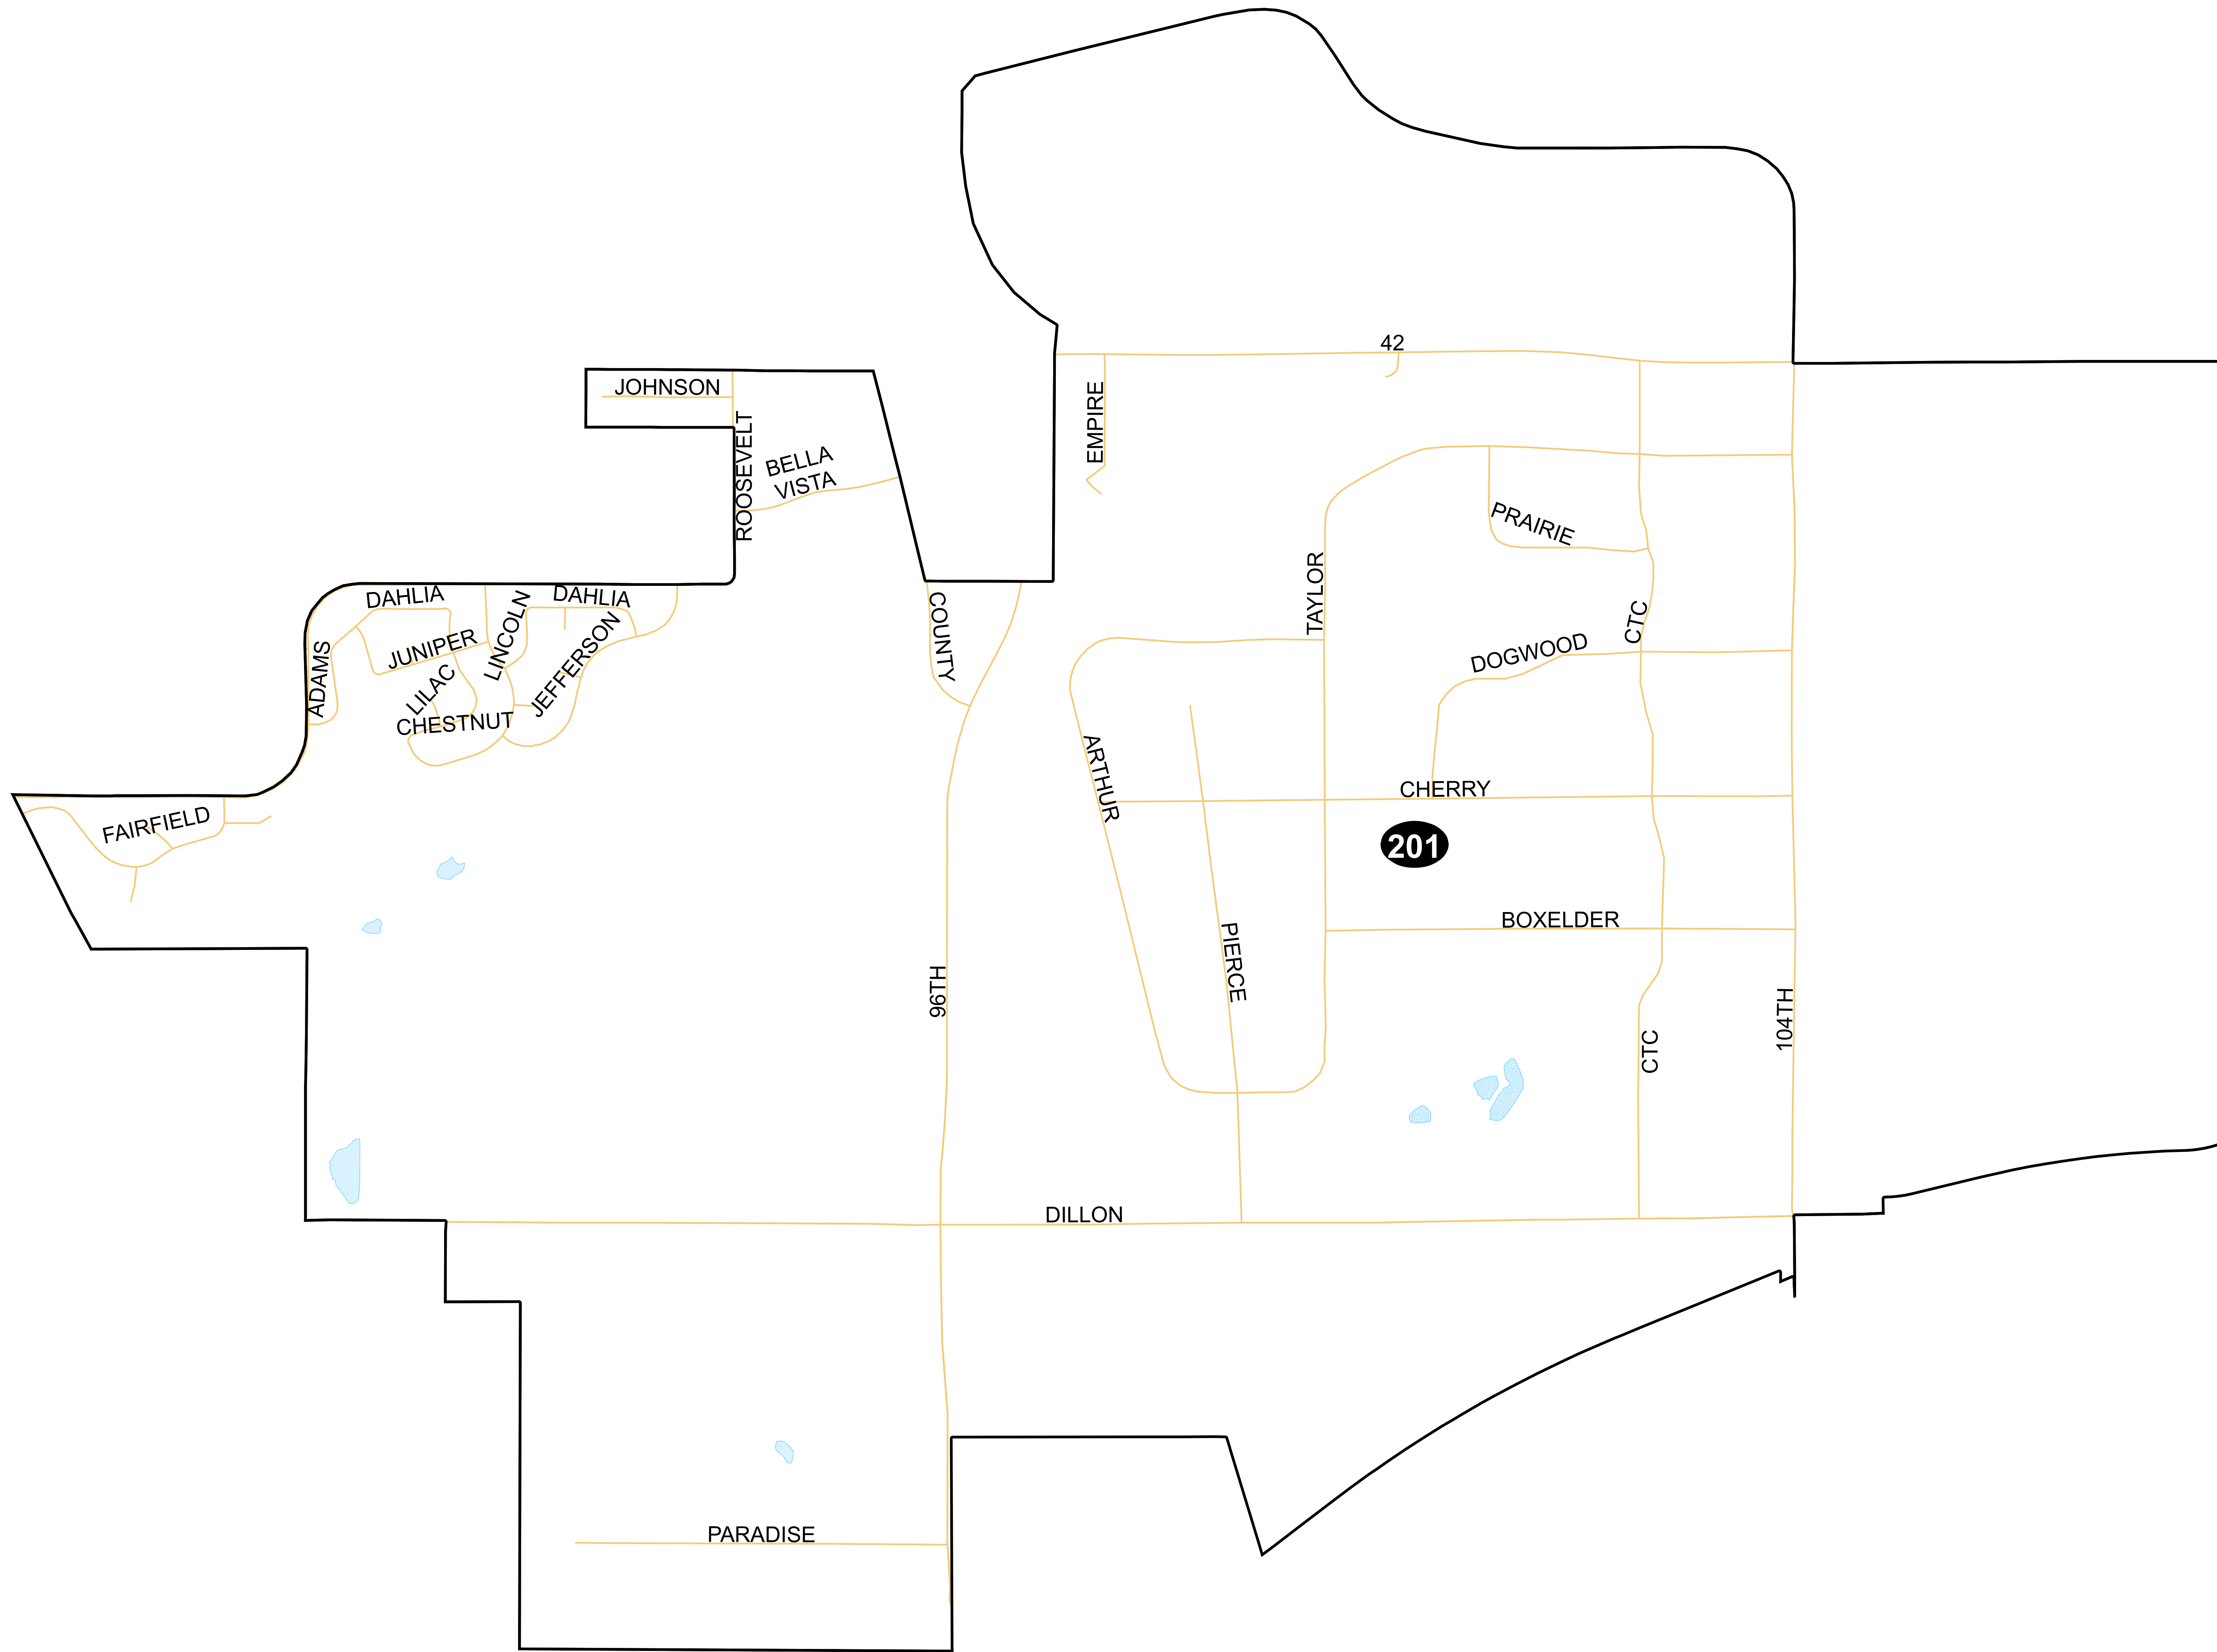 42
JOHNSON
EMPIRE
ROOSEVELT
BELLA
VISTA
PRAIRIE
TAYLOR
DAHLIA
DAHLIA
LINCOLN
COUNTY
CTC
JUNIPER
JEFFERSON
DOGWOOD
ADAMS
LILAC
CHESTNUT
ARTHUR
CHERRY
FAIRFIELD
201
BOXELDER
PIERCE
96TH
104TH
CTC
DILLON
PARADISE